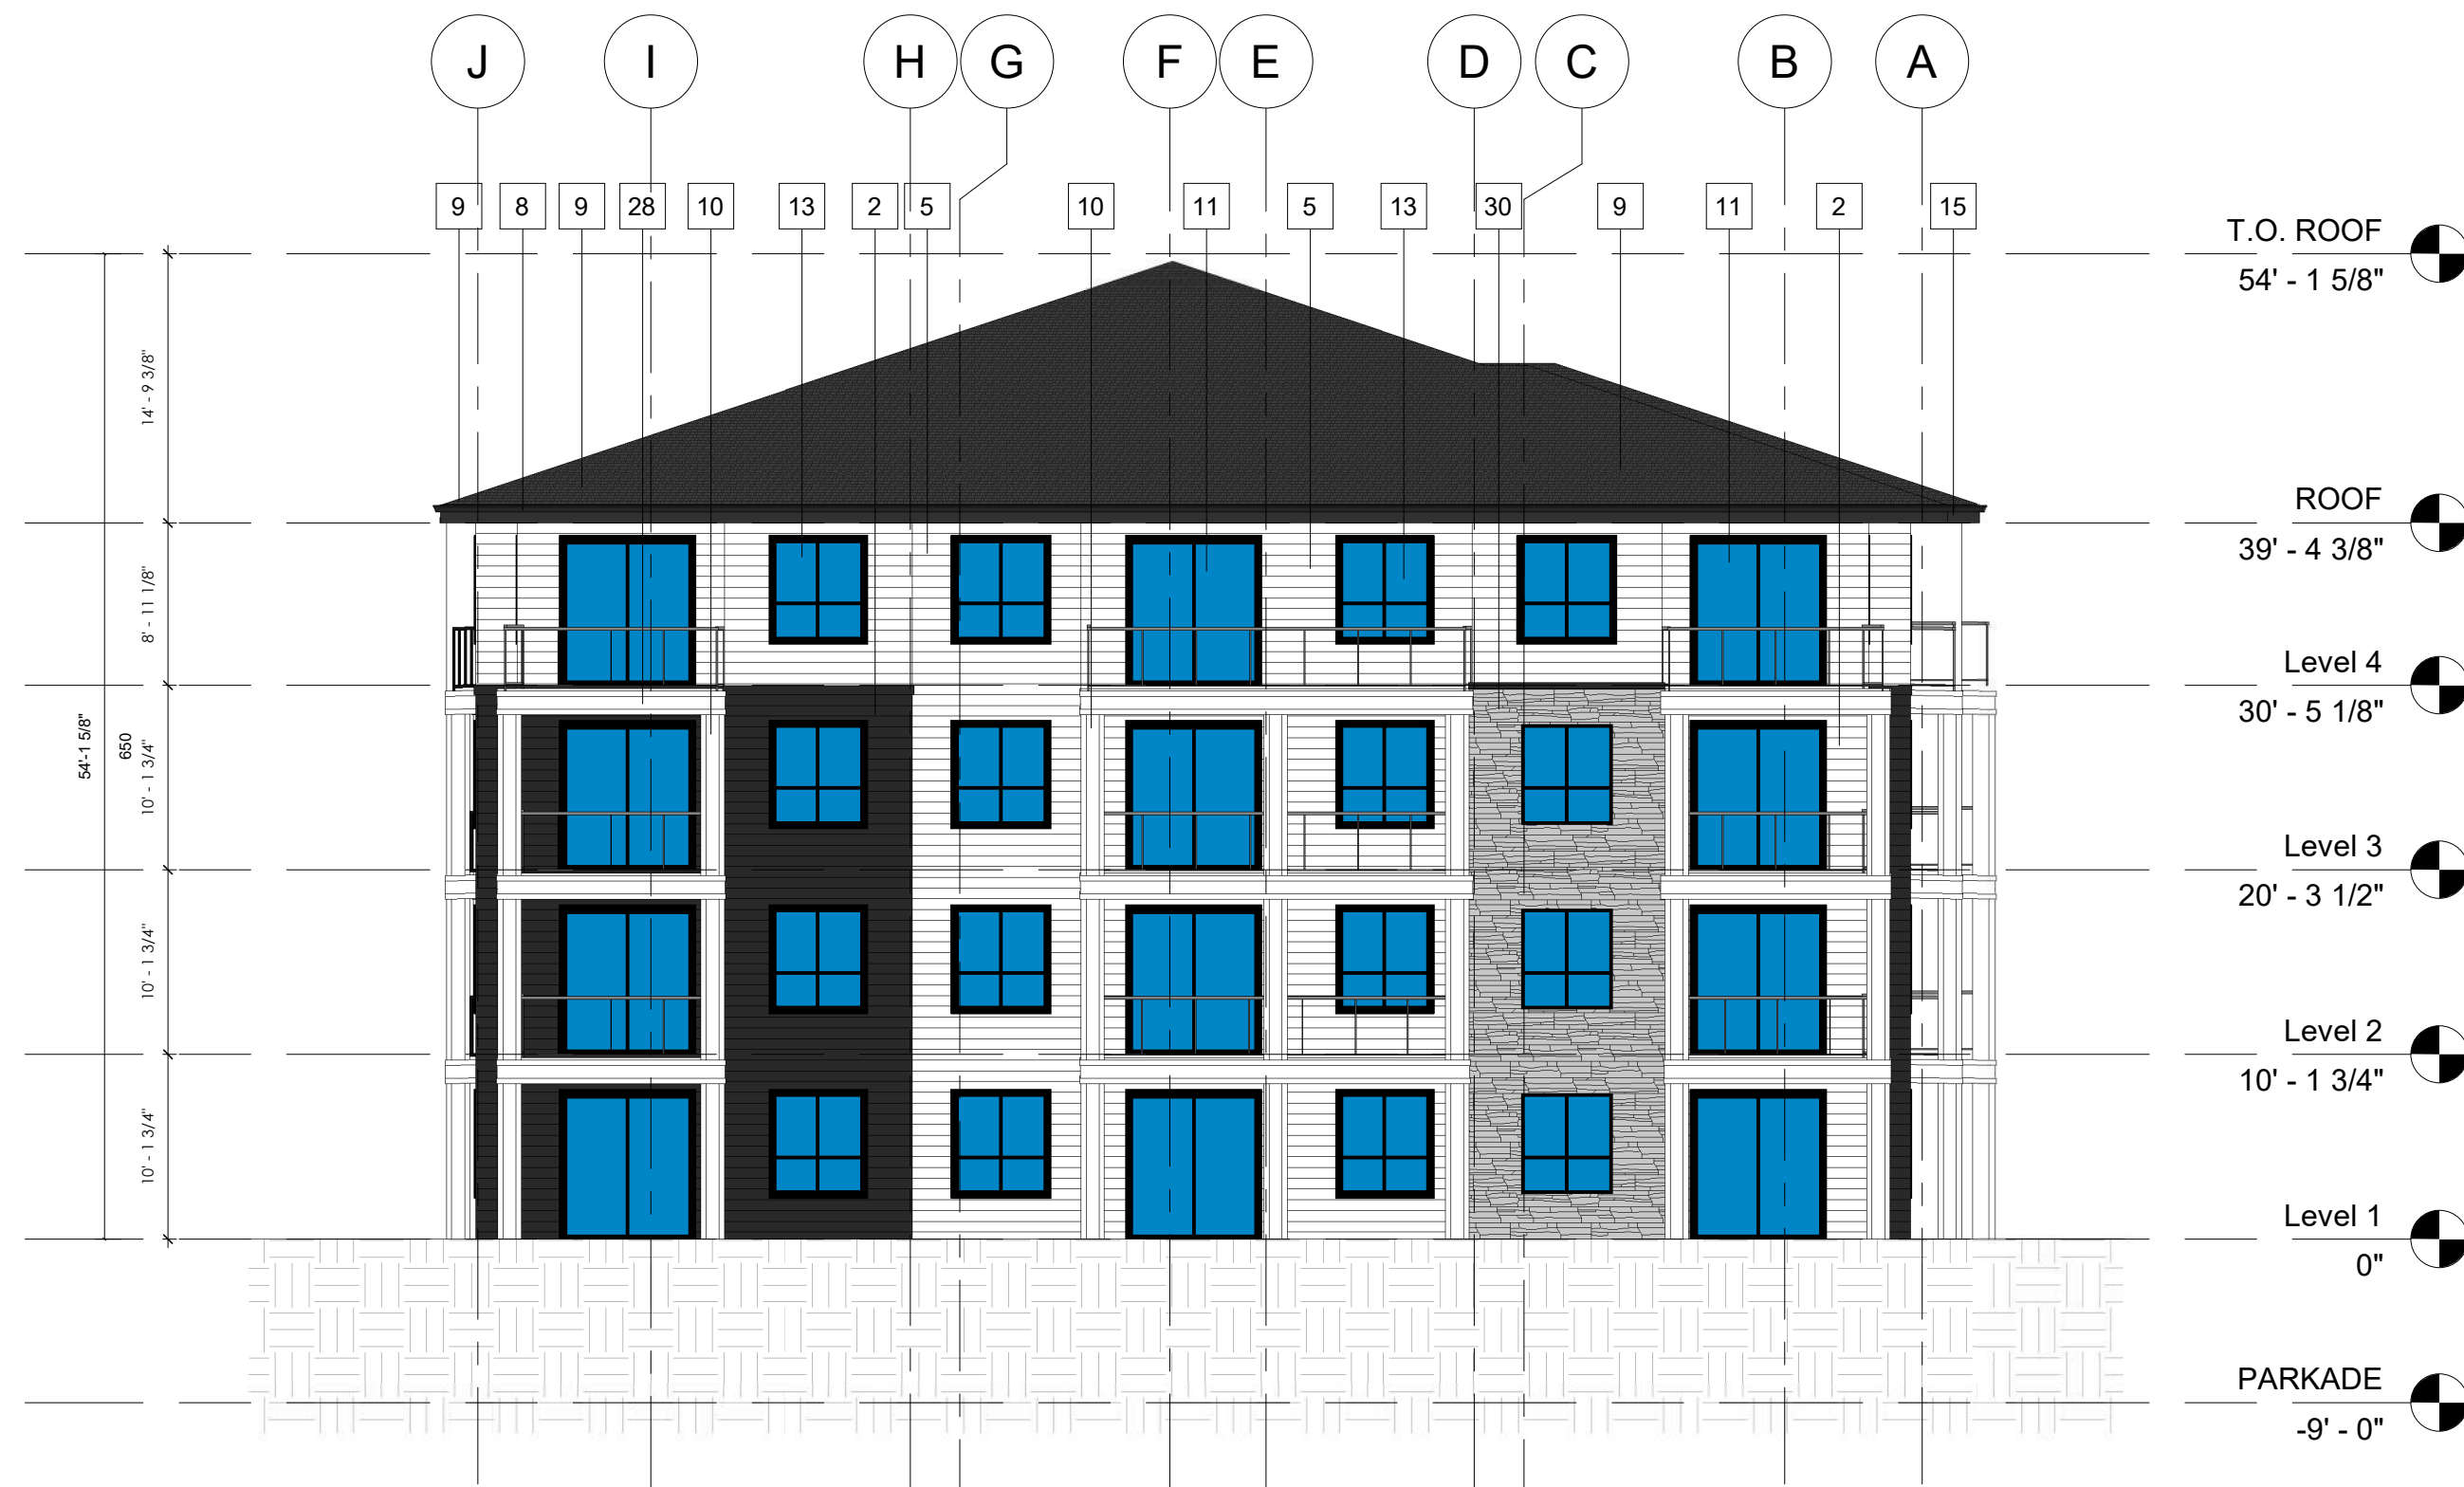 J I H G F E D C B A
9 8 9 28 10 13 2 5 10 11 5 13 30 9 11 2 15
T.O. ROOF
54' - 1 5/8"
14' - 9 3/8"
ROOF
39' - 4 3/8"
8' - 11 1/8"
Level 4
30' - 5 1/8"
54'-1 5/8"
650
10' - 1 3/4"
Level 3
20' - 3 1/2"
10' - 1 3/4"
Level 2
10' - 1 3/4"
10' - 1 3/4"
Level 1
0"
PARKADE
-9' - 0"